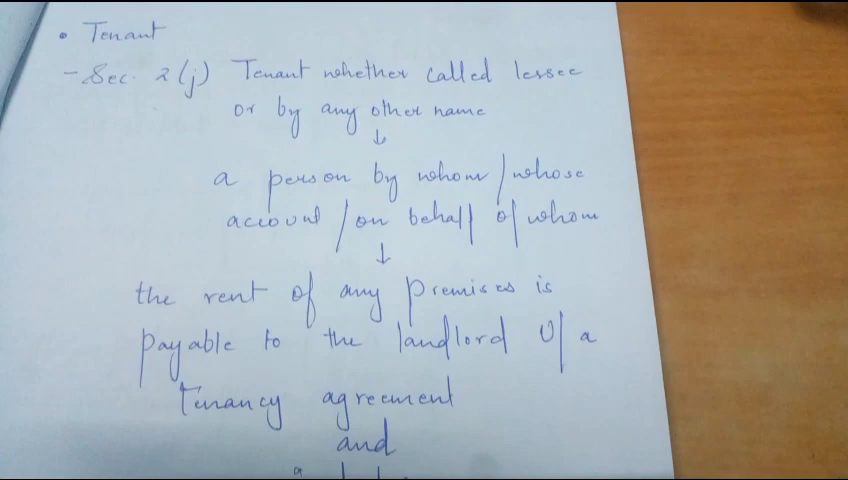 • Tenant
- Sec. 2(j) Tenant whether called lessee
or by any other name
↓
a person by whom/whose
account/on behalf of whom
↓
the rent of any premises is
payable to the landlord U/a
Tenancy agreement
and